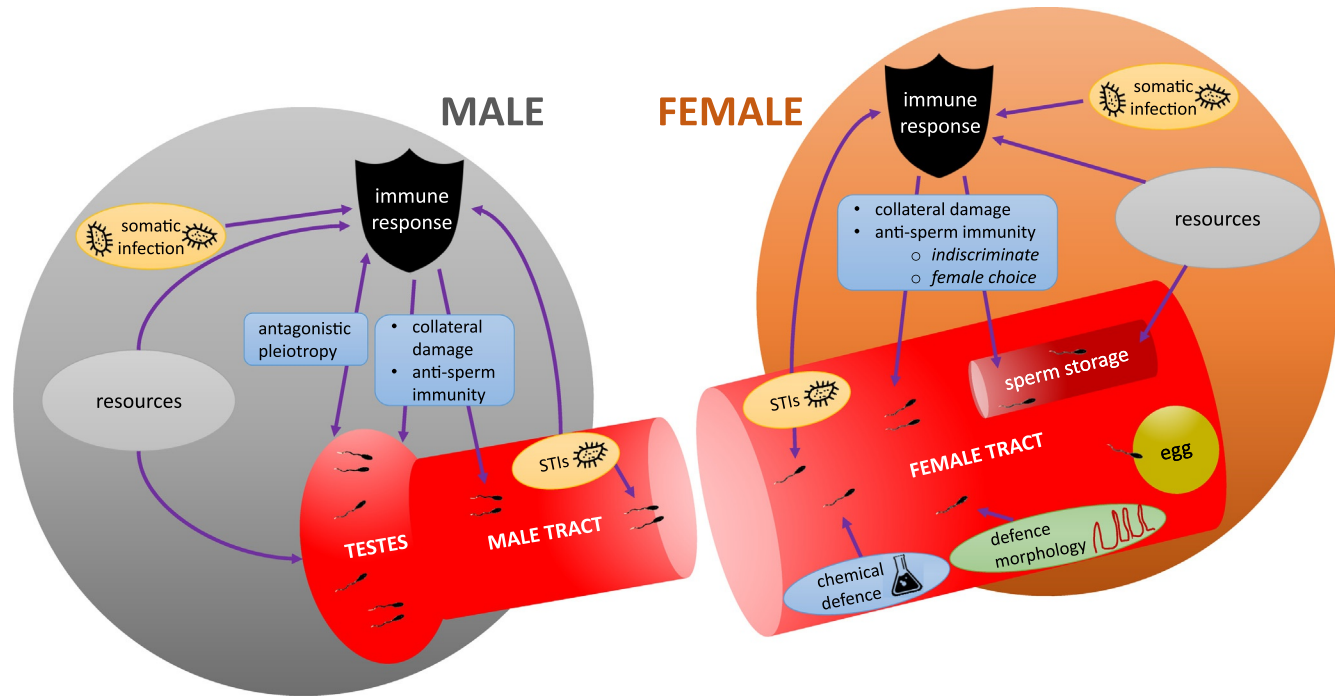 MALE
FEMALE
immune
response
somatic
infection
antagonistic
pleiotropy
• collateral
damage
• anti-sperm
immunity
resources
STIs
TESTES
MALE TRACT
immune
response
somatic
infection
• collateral damage
• anti-sperm immunity
o indiscriminate
o female choice
resources
STIs
sperm storage
FEMALE TRACT
egg
defence
morphology
chemical
defence